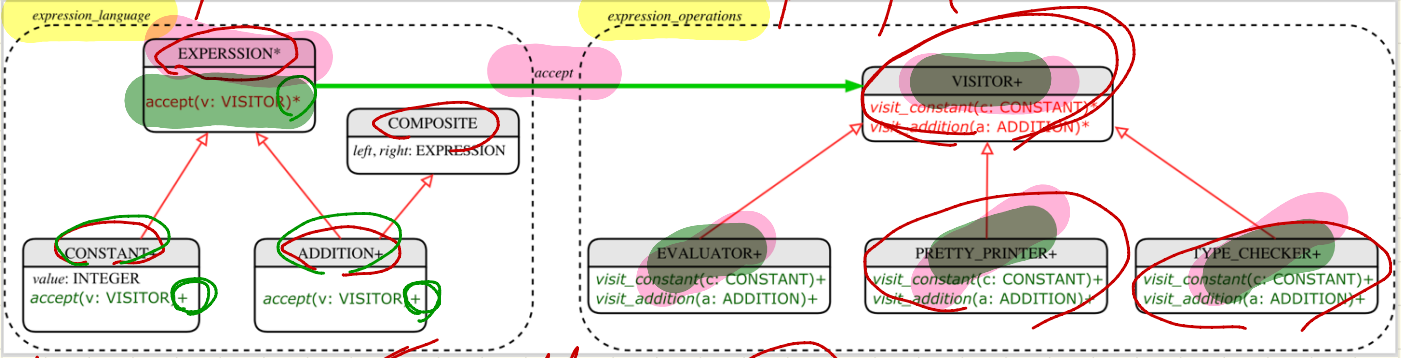 expression_language
expression_operations
EXPERSSION*
accept(v: VISITOR)*
accept
VISITOR+
visit_constant(c: CONSTANT)*
visit_addition(a: ADDITION)*
COMPOSITE
left, right: EXPRESSION
CONSTANT+
value: INTEGER
accept(v: VISITOR)+
ADDITION+
accept(v: VISITOR)+
EVALUATOR+
visit_constant(c: CONSTANT)+
visit_addition(a: ADDITION)+
PRETTY_PRINTER+
visit_constant(c: CONSTANT)+
visit_addition(a: ADDITION)+
TYPE_CHECKER+
visit_constant(c: CONSTANT)+
visit_addition(a: ADDITION)+